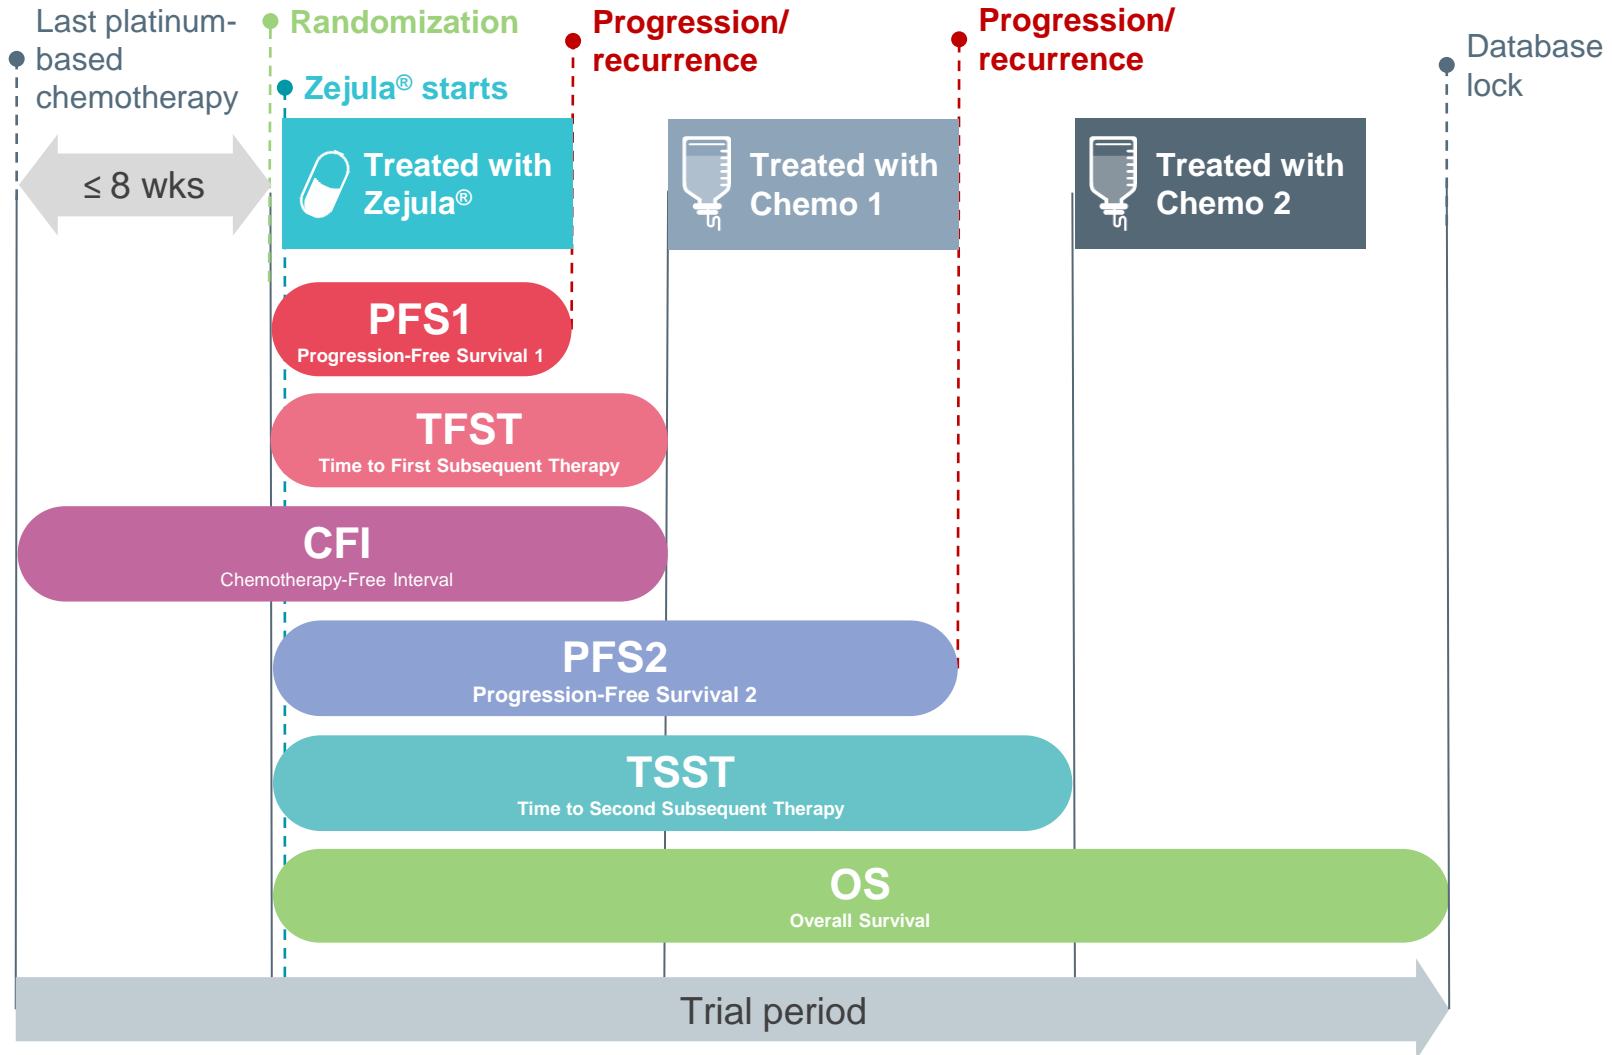 Last platinum-
based
chemotherapy
Randomization
Zejula® starts
Progression/
recurrence
Progression/
recurrence
Database
lock
≤ 8 wks
Treated with
Zejula®
Treated with
Chemo 1
Treated with
Chemo 2
PFS1
Progression-Free Survival 1
TFST
Time to First Subsequent Therapy
CFI
Chemotherapy-Free Interval
PFS2
Progression-Free Survival 2
TSST
Time to Second Subsequent Therapy
OS
Overall Survival
Trial period